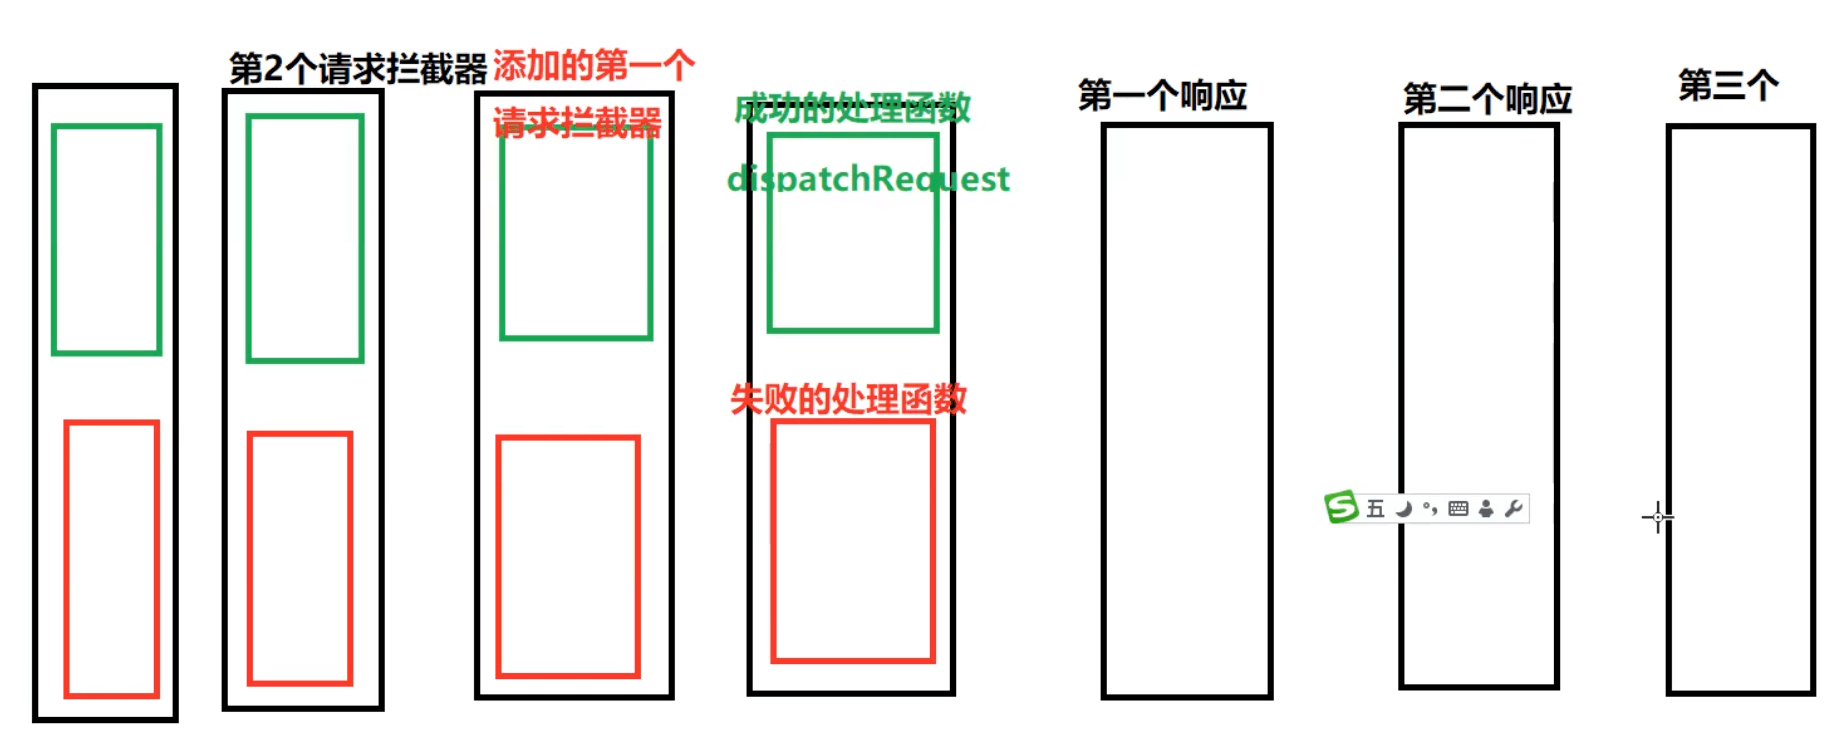 第2个请求拦截器
添加的第一个
请求拦截器
成功的处理函数
dispatchRequest
失败的处理函数
第一个响应
第二个响应
第三个
S 五